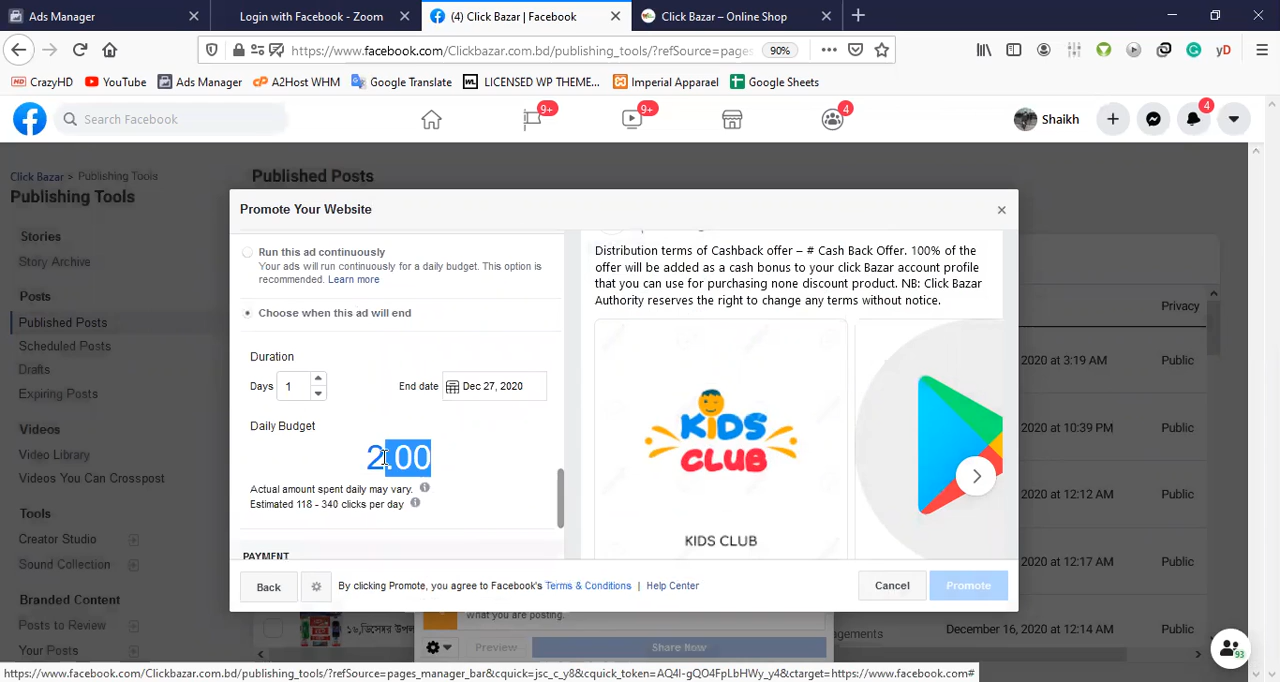 Ads Manager
Login with Facebook - Zoom
(4) Click Bazar | Facebook
Click Bazar – Online Shop
https://www.facebook.com/Clickbazar.com.bd/publishing_tools/?refSource=pages_
90%
yD
HD CrazyHD
YouTube
Ads Manager
A2Host WHM
Google Translate
LICENSED WP THEME...
Imperial Apparael
Google Sheets
Search Facebook
9+
9+
4
Shaikh
4
Click Bazar > Publishing Tools
Publishing Tools
Stories
Story Archive
Posts
Published Posts
Scheduled Posts
Drafts
Expiring Posts
Videos
Video Library
Videos You Can Crosspost
Tools
Creator Studio
Sound Collection
Branded Content
Posts to Review
Your Posts
Published Posts
Privacy
2020 at 3:19 AM
Public
2020 at 10:39 PM
Public
2020 at 12:12 AM
Public
2020 at 12:17 AM
Public
December 16, 2020 at 12:14 AM
Public
Promote Your Website
Run this ad continuously
Your ads will run continuously for a daily budget. This option is
recommended. Learn more
Choose when this ad will end
Duration
Days 1
End date Dec 27, 2020
Daily Budget
2.00
Actual amount spent daily may vary.
Estimated 118 - 340 clicks per day
PAYMENT
Distribution terms of Cashback offer – # Cash Back Offer. 100% of the
offer will be added as a cash bonus to your click Bazar account profile
that you can use for purchasing none discount product. NB: Click Bazar
Authority reserves the right to change any terms without notice.
KIDS
CLUB
KIDS CLUB
Back
By clicking Promote, you agree to Facebook's Terms & Conditions | Help Center
Cancel
Promote
what you are posting.
Preview
Share Now
93
https://www.facebook.com/Clickbazar.com.bd/publishing_tools/?refSource=pages_manager_bar&cquick=jsc_c_y8&cquick_token=AQ4I-gQO4FpLbHWy_y4&ctarget=https://www.facebook.com#